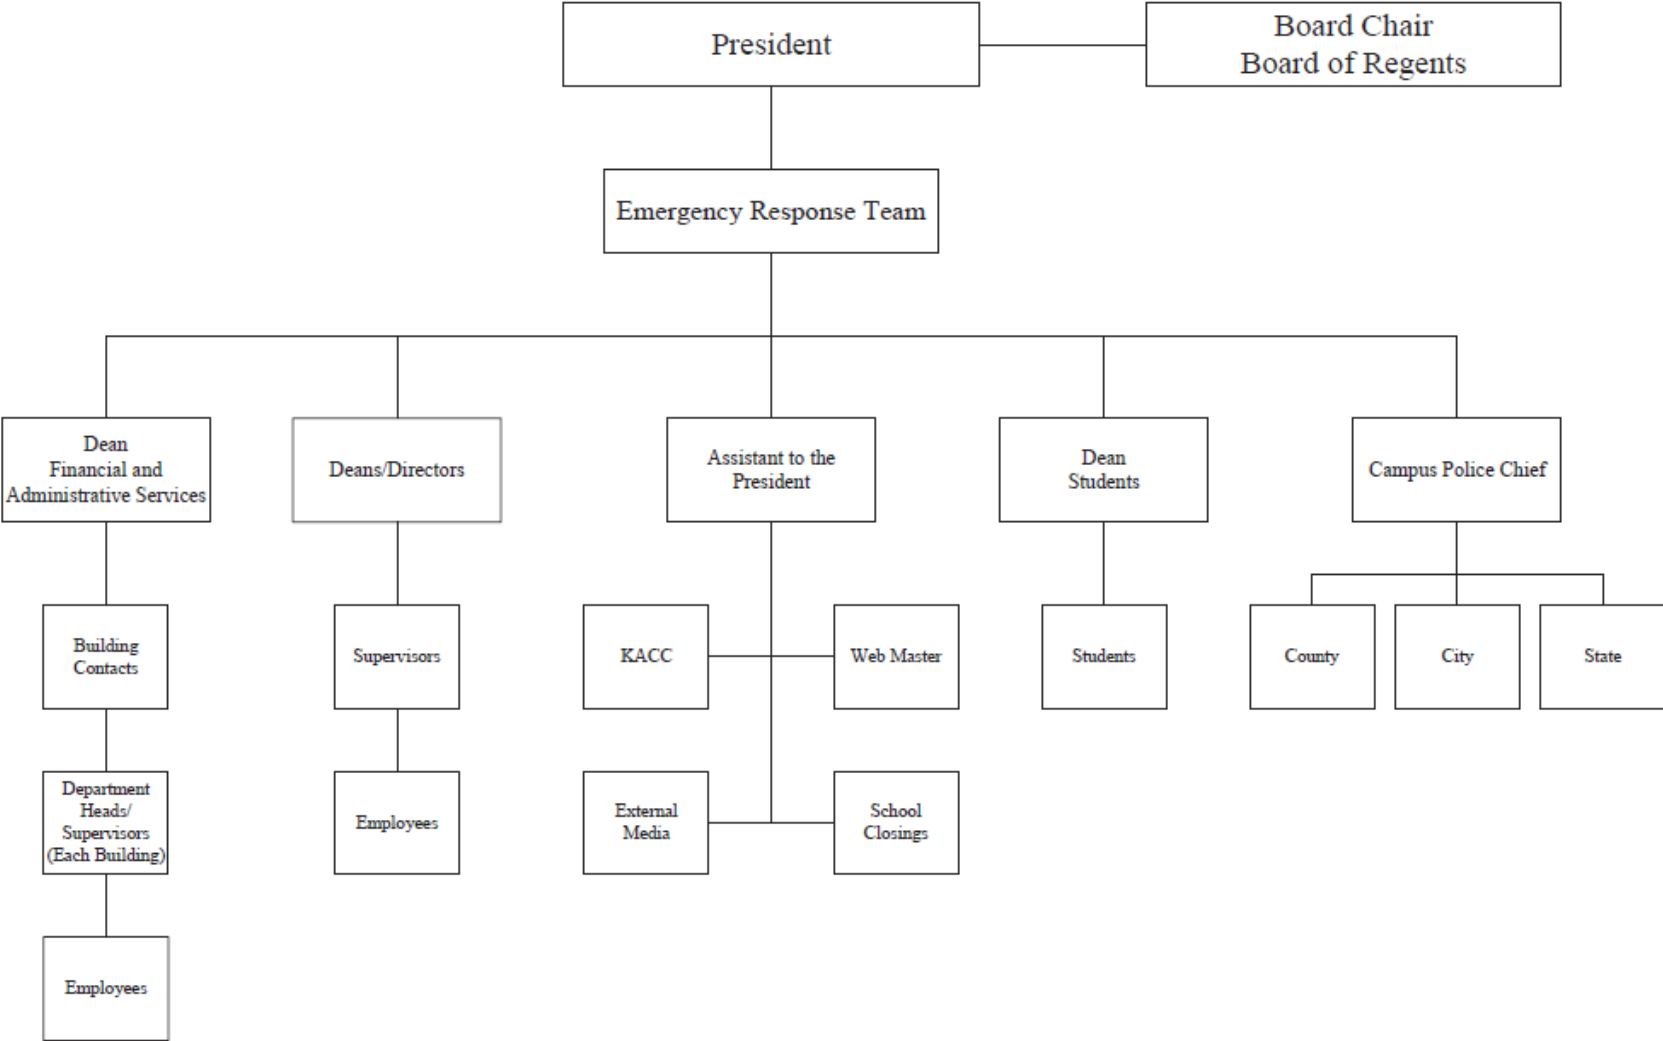 President
Board Chair
Board of Regents
Emergency Response Team
Dean
Financial and
Administrative Services
Deans/Directors
Assistant to the
President
Dean
Students
Campus Police Chief
Building
Contacts
Supervisors
KACC
Web Master
Students
County
City
State
Department
Heads/
Supervisors
(Each Building)
Employees
External
Media
School
Closings
Employees